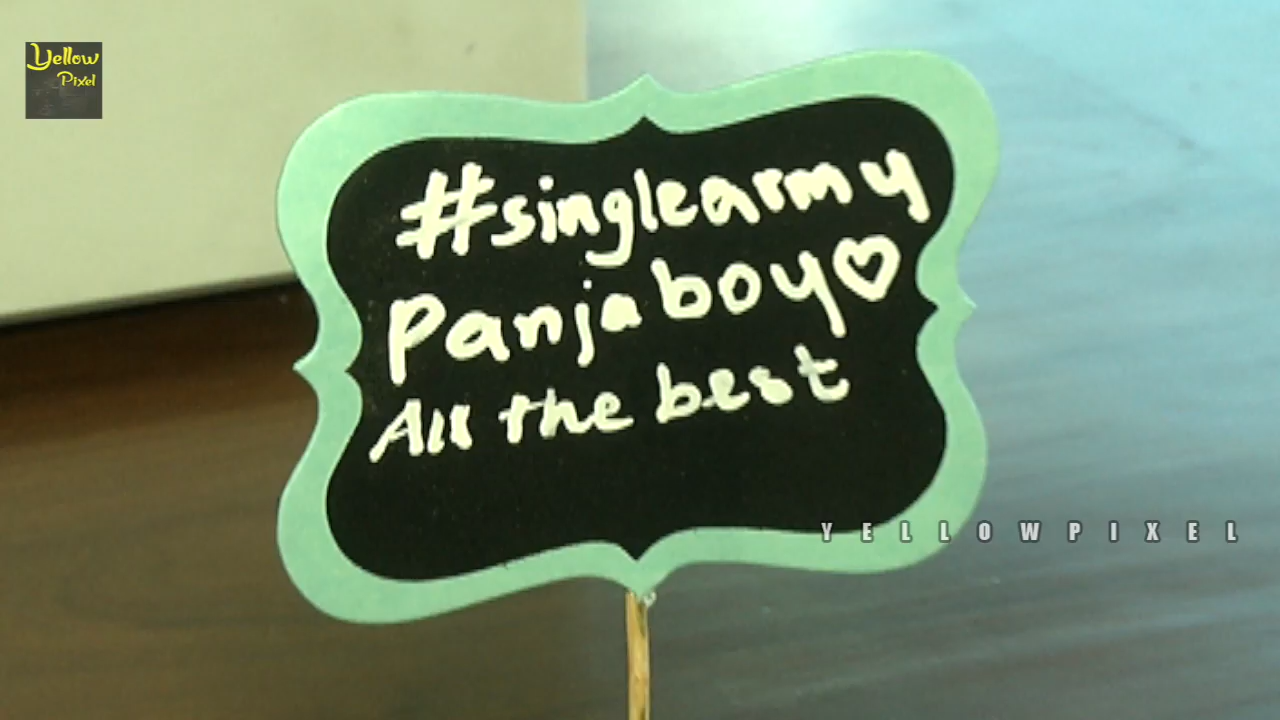 Yellow
Pixel
#singlearmy
Panjaboy♡
All the best
YELLOWPIXEL